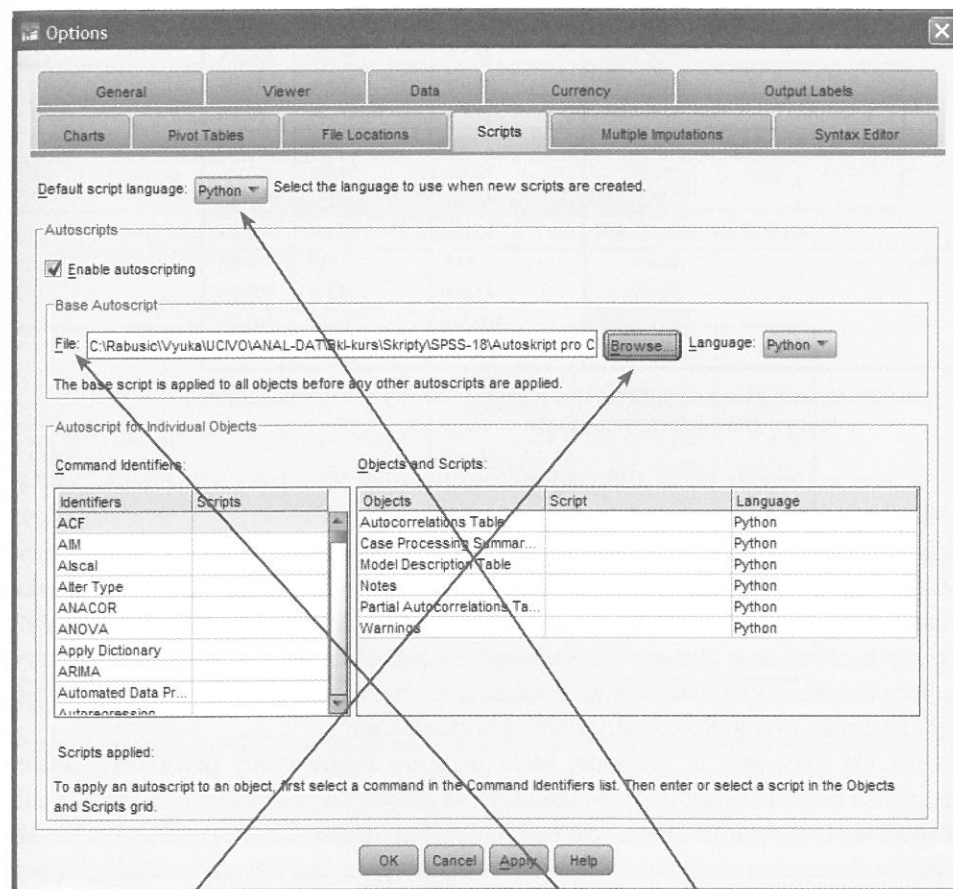 Options
General Viewer Data Currency Output Labels
Charts Pivot Tables File Locations Scripts Multiple Imputations Syntax Editor
Default script language: Python Select the language to use when new scripts are created.
Autoscripts
Enable autoscripting
Base Autoscript
File: C:\Rabusic\Vyuka\UCIVO\ANAL-DAT\Bkl-kurs\Skripty\SPSS-18\Autoskript pro C Browse... Language: Python
The base script is applied to all objects before any other autoscripts are applied.
Autoscript for Individual Objects
Command Identifiers: Objects and Scripts:
Identifiers Scripts Objects Script Language
ACF Autocorrelations Table Python
AIM Case Processing Summar... Python
Alscal Model Description Table Python
Alter Type Notes Python
ANACOR Partial Autocorrelations Ta... Python
ANOVA Warnings Python
Apply Dictionary
ARIMA
Automated Data Pr...
Autoregression
Scripts applied:
To apply an autoscript to an object, first select a command in the Command Identifiers list. Then enter or select a script in the Objects
and Scripts grid.
OK Cancel Apply Help